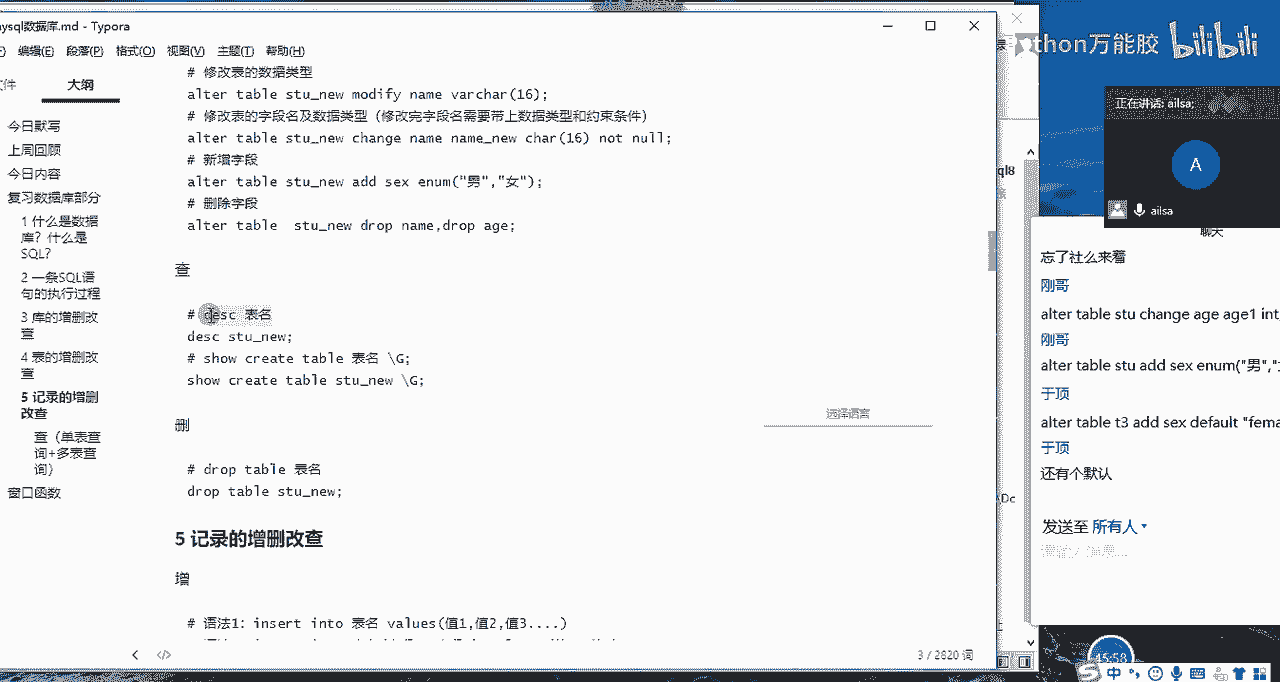 ysql数据库.md - Typora
编辑(E) 段落(P) 格式(O) 视图(V) 主题(T) 帮助(H)
大纲
今日默写
上周回顾
今日内容
复习数据库部分
1 什么是数据
库？什么是
SQL?
2 一条SQL语
句的执行过程
3 库的增删改
查
4 表的增删改
查
5 记录的增删
改查
查（单表查
询+多表查
询）
窗口函数
# 修改表的数据类型
alter table stu_new modify name varchar(16);
# 修改表的字段名及数据类型（修改完字段名需要带上数据类型和约束条件）
alter table stu_new change name name_new char(16) not null;
# 新增字段
alter table stu_new add sex enum("男","女");
# 删除字段
alter table  stu_new drop name,drop age;
查
# desc 表名
desc stu_new;
# show create table 表名 \G;
show create table stu_new \G;
选择语言
删
# drop table 表名
drop table stu_new;
5 记录的增删改查
增
# 语法1: insert into 表名 values(值1,值2,值3....)
3 / 2820 词
thon万能胶 bilibili
正在讲话: ailsa;
A
ailsa
聊天
忘了社么来着
刚哥
alter table stu change age age1 int
刚哥
alter table stu add sex enum("男",
于顶
alter table t3 add sex default "fema
于顶
还有个默认
发送至 所有人
ql8
Dc
15:58
中